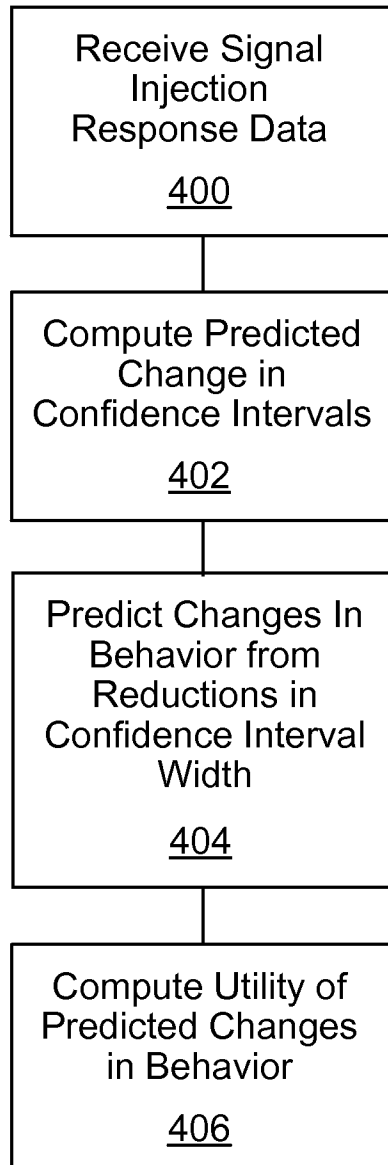 Receive Signal
Injection
Response Data
400
Compute Predicted
Change in
Confidence Intervals
402
Predict Changes In
Behavior from
Reductions in
Confidence Interval
Width
404
Compute Utility of
Predicted Changes
in Behavior
406